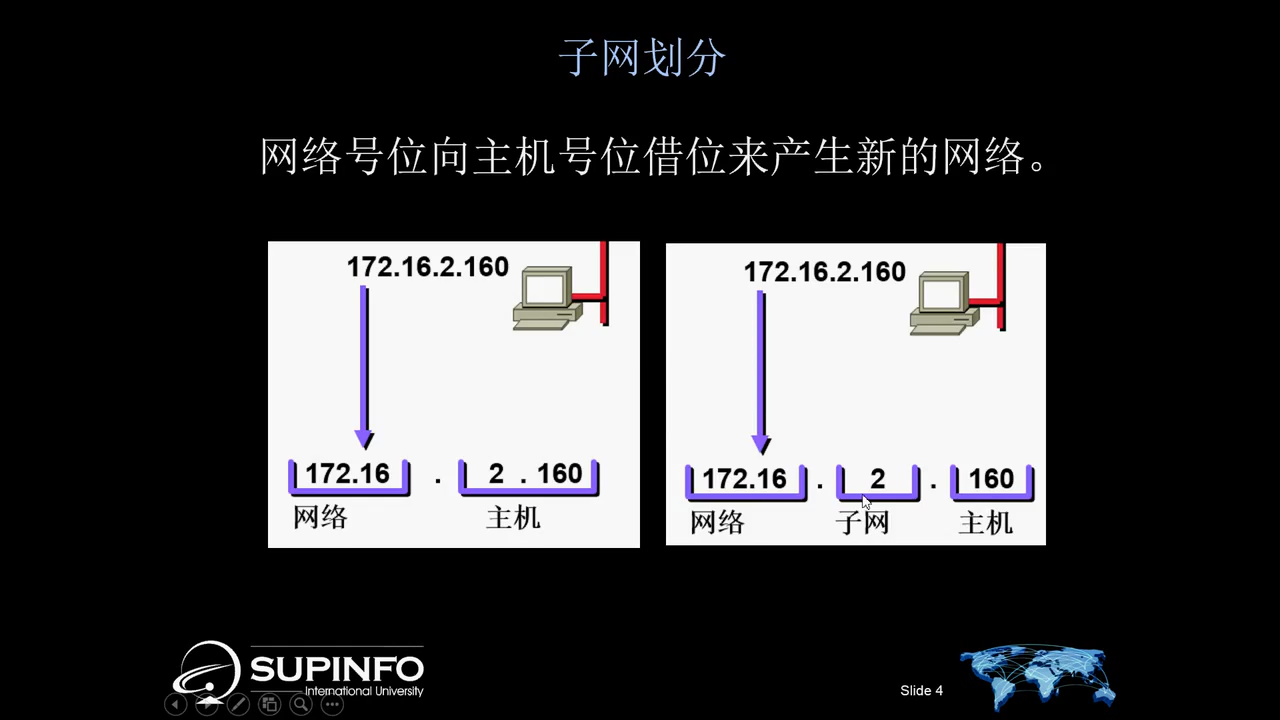 子网划分
网络号位向主机号位借位来产生新的网络。
172.16.2.160
172.16 . 2 . 160
网络 主机
172.16.2.160
172.16 . 2 . 160
网络 子网 主机
SUPINFO
International University
Slide 4